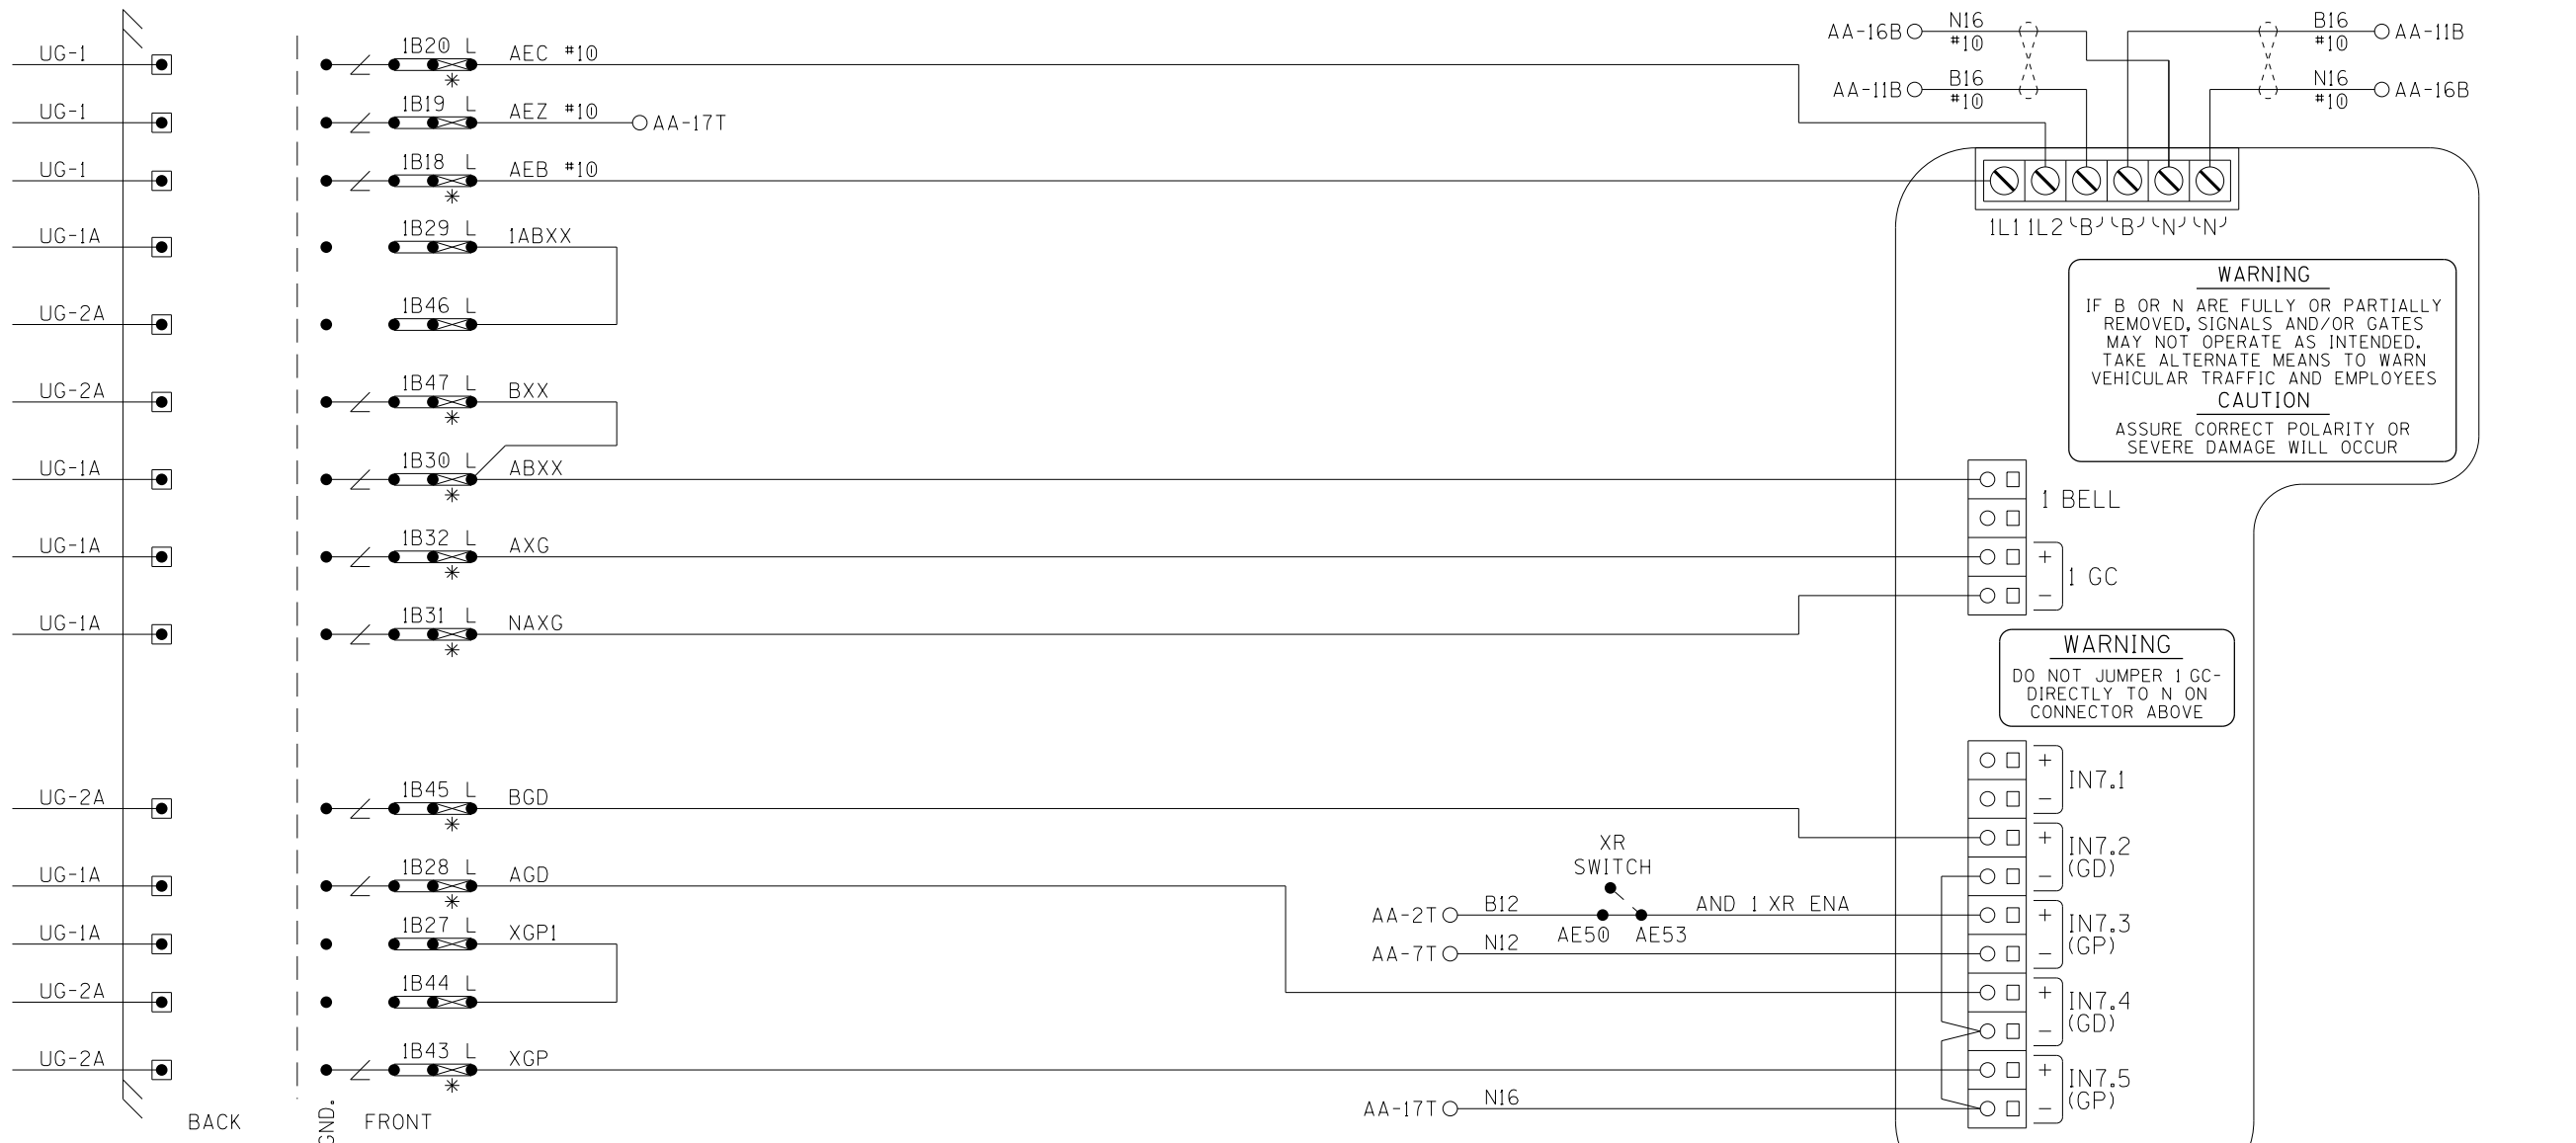 AA-16B N16 #10 B16 #10 AA-11B
AA-11B B16 #10 N16 #10 AA-16B
UG-1 1B20 L AEC #10
*
UG-1 1B19 L AEZ #10 AA-17T
UG-1 1B18 L AEB #10
*
1L1 1L2 B B N N
UG-1A 1B29 L 1ABXX
UG-2A 1B46 L
WARNING
IF B OR N ARE FULLY OR PARTIALLY
REMOVED, SIGNALS AND/OR GATES
MAY NOT OPERATE AS INTENDED.
TAKE ALTERNATE MEANS TO WARN
VEHICULAR TRAFFIC AND EMPLOYEES
CAUTION
ASSURE CORRECT POLARITY OR
SEVERE DAMAGE WILL OCCUR
UG-2A 1B47 L BXX
*
UG-1A 1B30 L ABXX
*
1 BELL
UG-1A 1B32 L AXG
*
+
1 GC
-
UG-1A 1B31 L NAXG
*
WARNING
DO NOT JUMPER 1 GC-
DIRECTLY TO N ON
CONNECTOR ABOVE
+
IN7.1
-
UG-2A 1B45 L BGD
*
+
IN7.2
(GD)
-
UG-1A 1B28 L AGD
*
XR
SWITCH
AA-2T B12 AND 1 XR ENA
AE50 AE53
+
IN7.3
(GP)
-
AA-7T N12
UG-1A 1B27 L XGP1
UG-2A 1B44 L
+
IN7.4
(GD)
-
UG-2A 1B43 L XGP
*
+
IN7.5
(GP)
-
AA-17T N16
BACK GND. FRONT